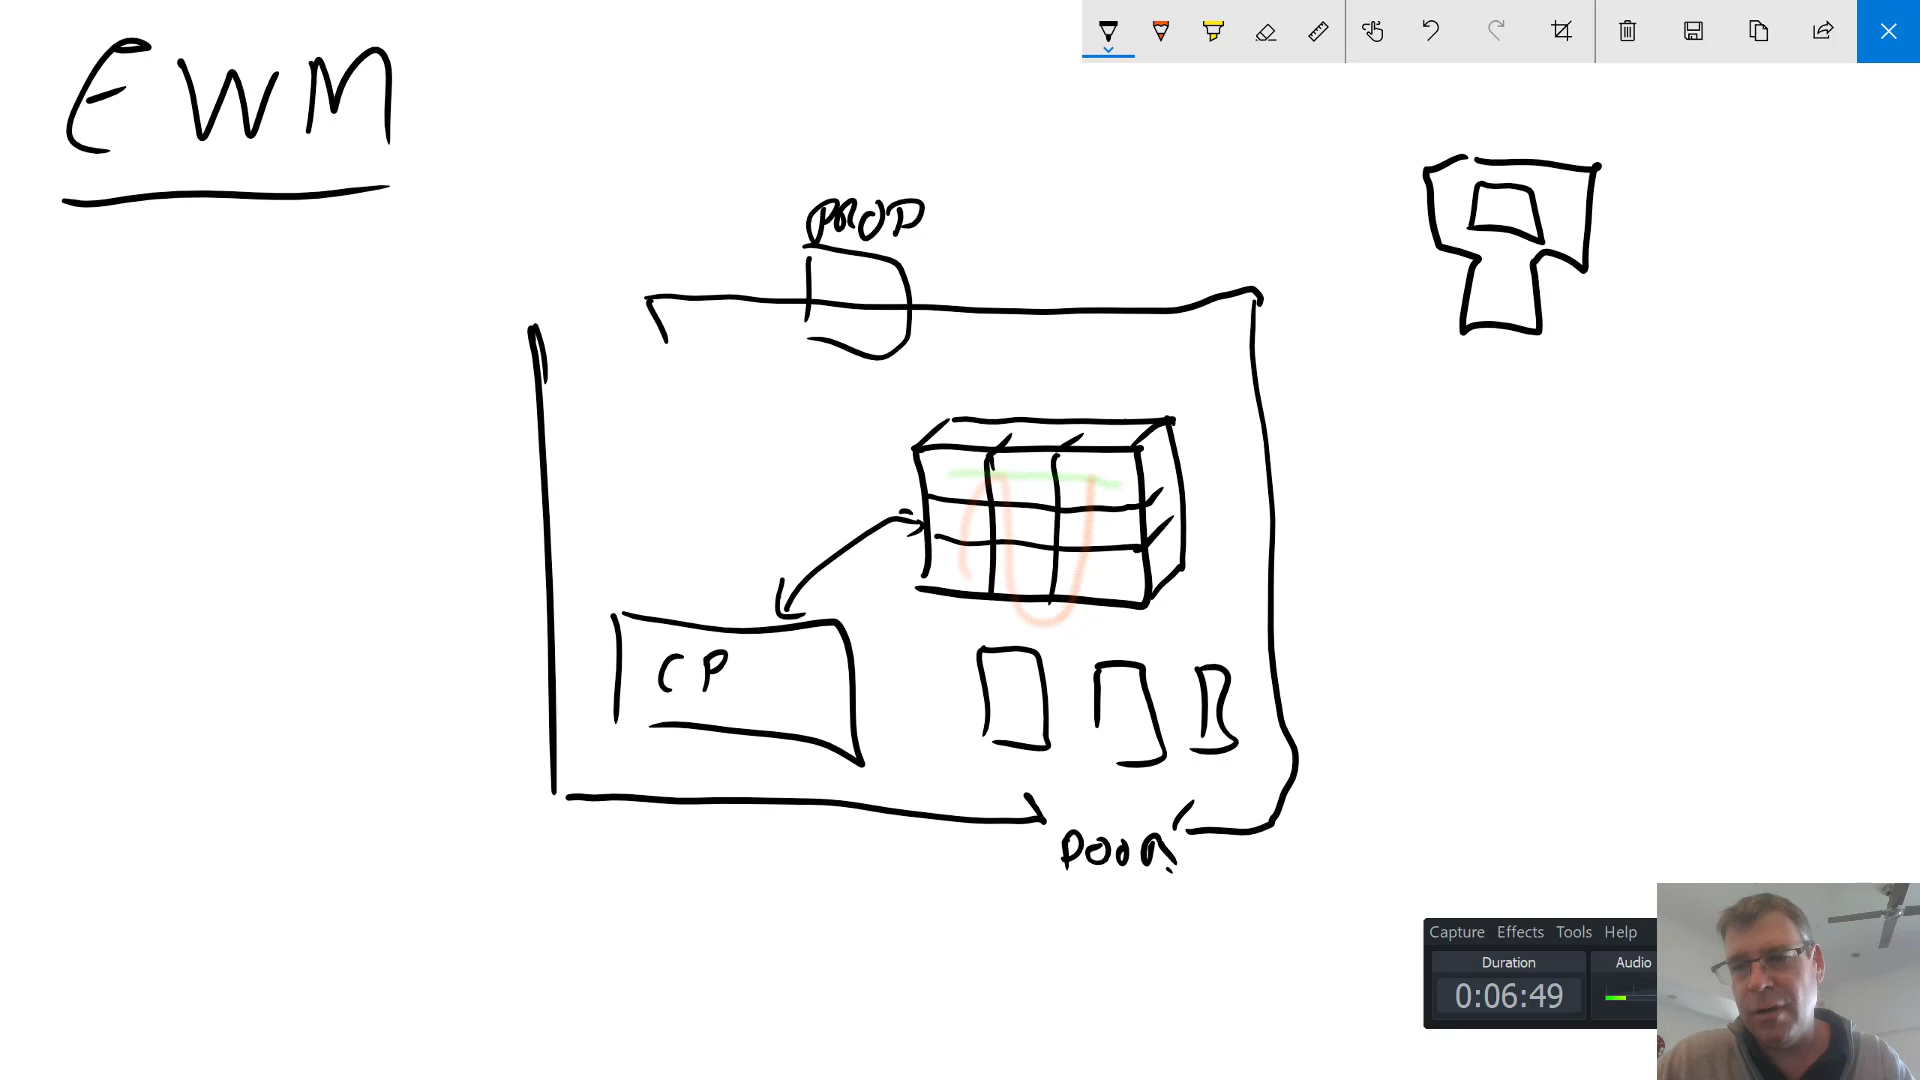 EWM
PROD
CP
DOOR
Capture Effects Tools Help
Duration
Audio
0:06:49